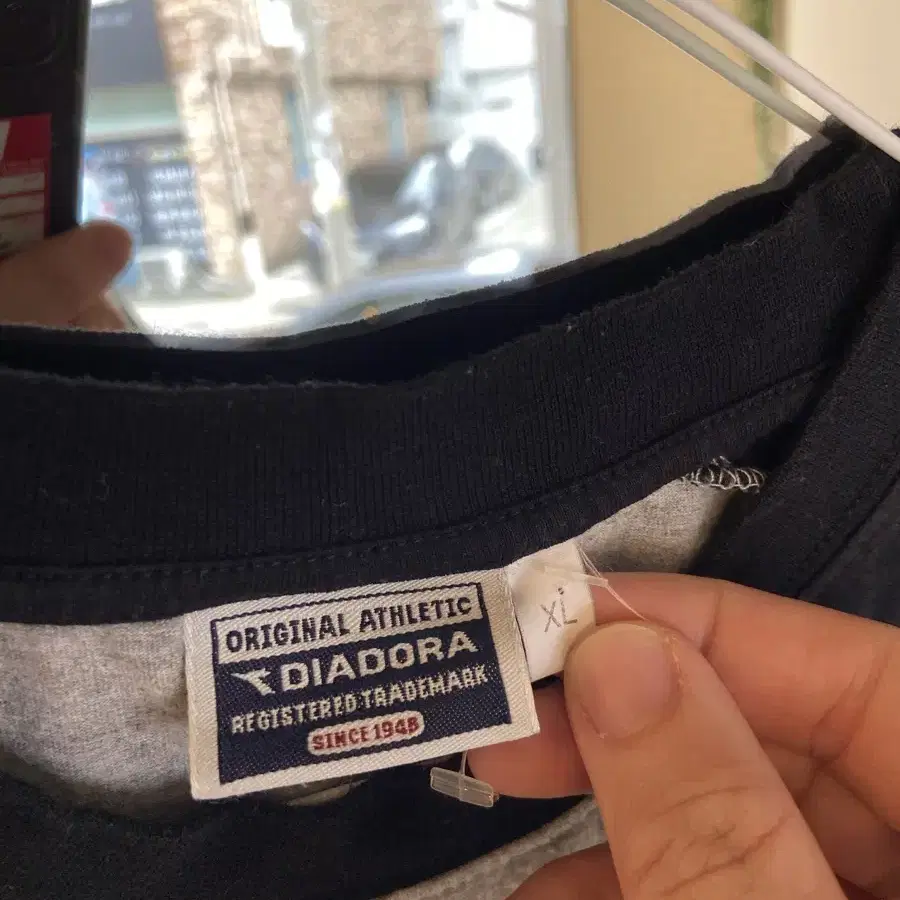 ORIGINAL ATHLETIC
DIADORA
REGISTERED TRADEMARK
SINCE 1948
XL